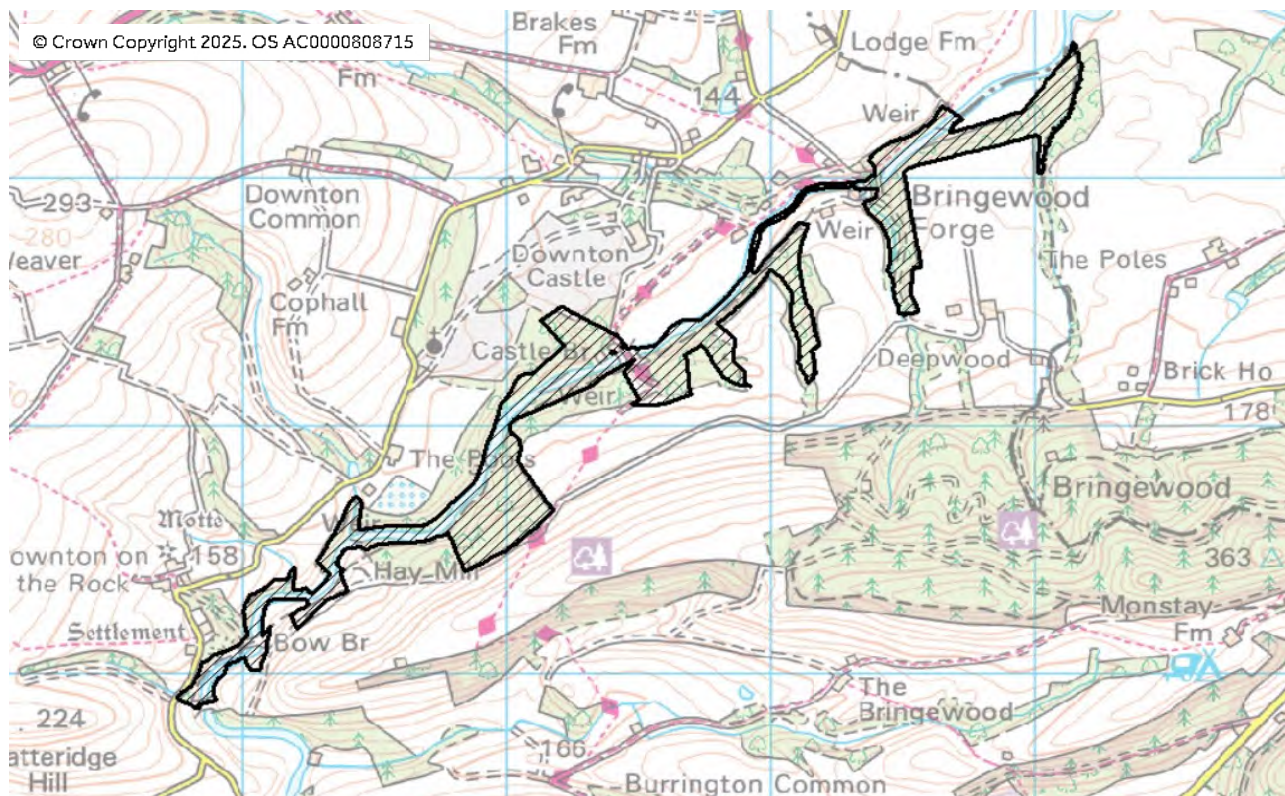 © Crown Copyright 2025. OS AC0000808715
Brakes
Fm
Lodge Fm
Fm
144
Weir
Downton
Common
293
280
Bringewood
Forge
Weir
Downton
Castle
The Poles
Cophall
Fm
Castle Br
Weir
Deepwood
Brick Ho
178
The Pools
Bringewood
Motte
Weir
158
the Rock
Hay Mill
363
Monstay
Fm
Settlement
Bow Br
The
Bringewood
224
Hill
166
Burrington Common